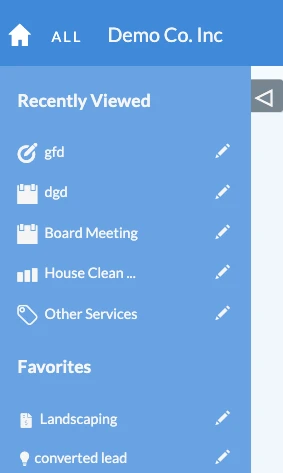 ALL Demo Co. Inc
Recently Viewed
gfd
dgd
Board Meeting
House Clean ...
Other Services
Favorites
Landscaping
converted lead